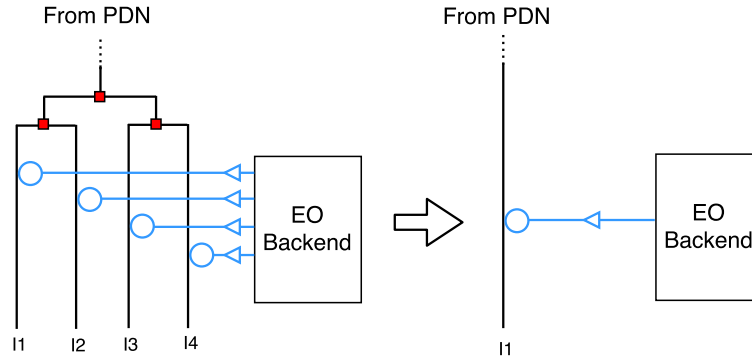 From PDN
EO
Backend
I1
I2
I3
I4
From PDN
EO
Backend
I1